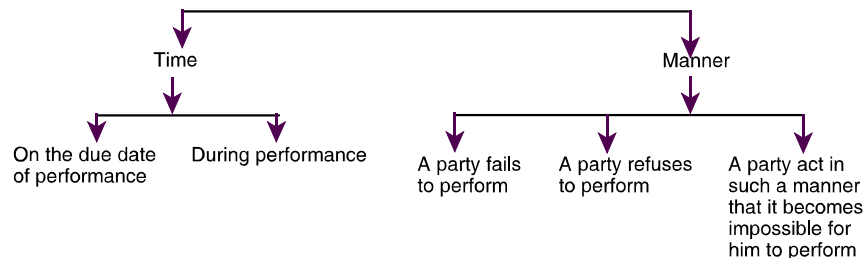 Time
Manner
On the due date
of performance
During performance
A party fails
to perform
A party refuses
to perform
A party act in
such a manner
that it becomes
impossible for
him to perform